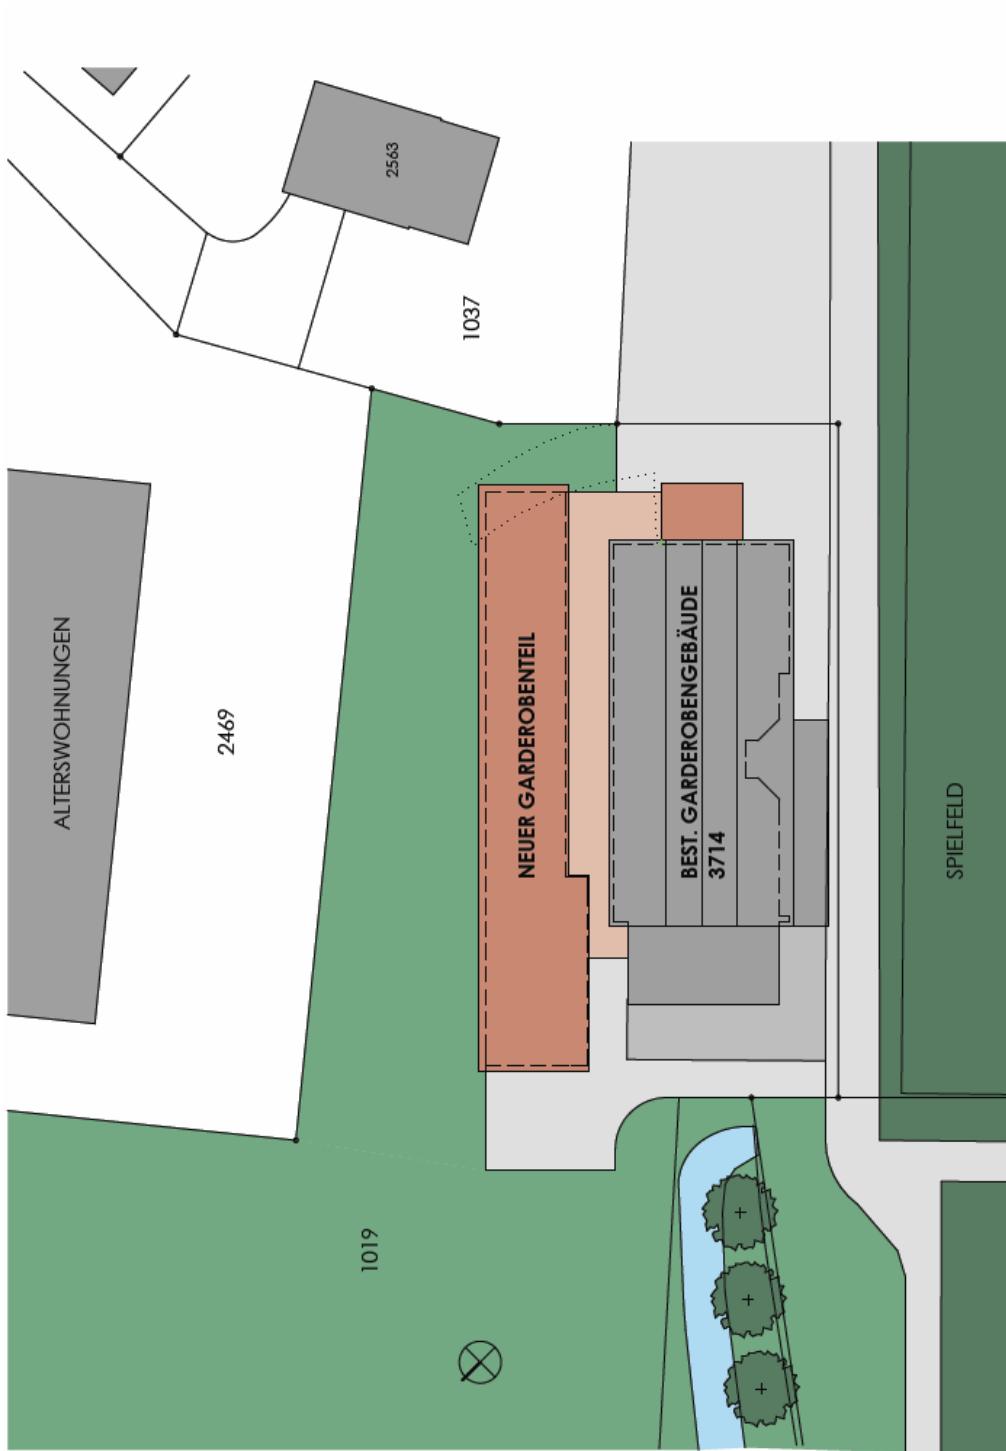 2563
1037
ALTERSWOHNUNGEN
2469
NEUER GARDEROBENTEIL
BEST. GARDEROBENGEBÄUDE
3714
SPIELFELD
1019